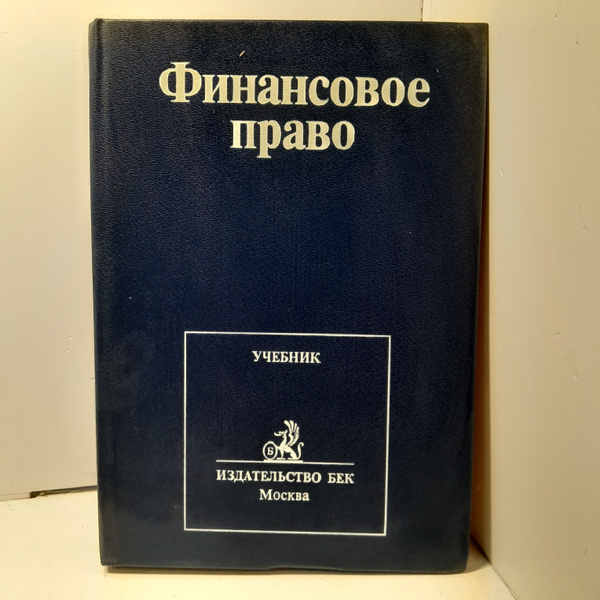 Финансовое
право
УЧЕБНИК
Б
ИЗДАТЕЛЬСТВО БЕК
Москва